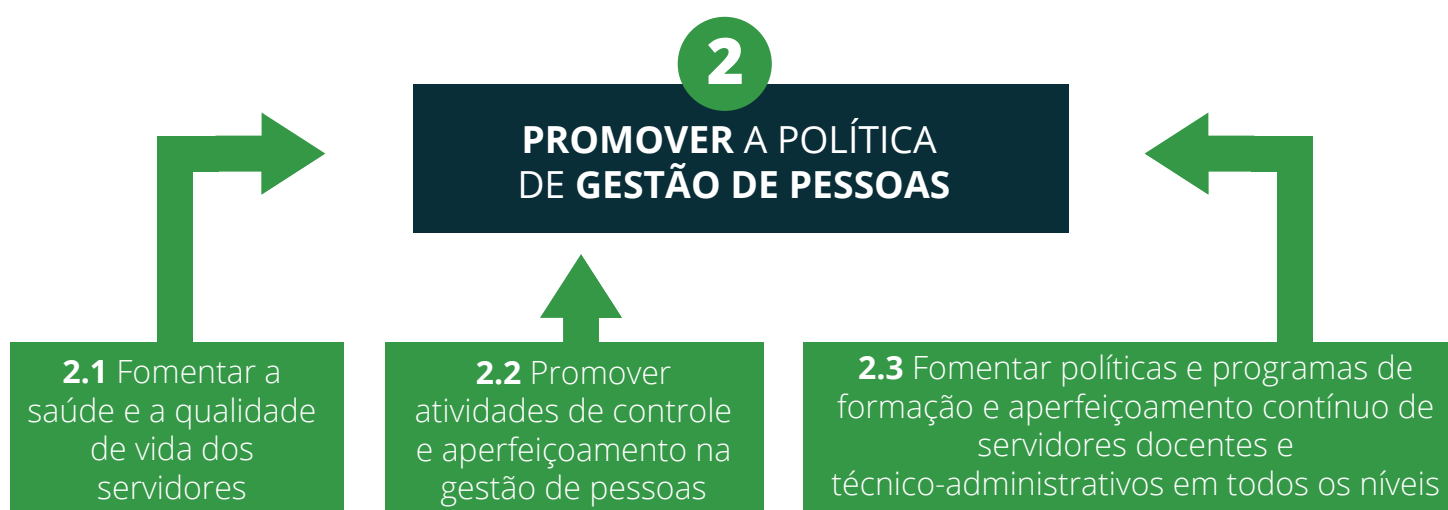 2
PROMOVER A POLÍTICA
DE GESTÃO DE PESSOAS
2.1 Fomentar a
saúde e a qualidade
de vida dos
servidores
2.2 Promover
atividades de controle
e aperfeiçoamento na
gestão de pessoas
2.3 Fomentar políticas e programas de
formação e aperfeiçoamento contínuo de
servidores docentes e
técnico-administrativos em todos os níveis